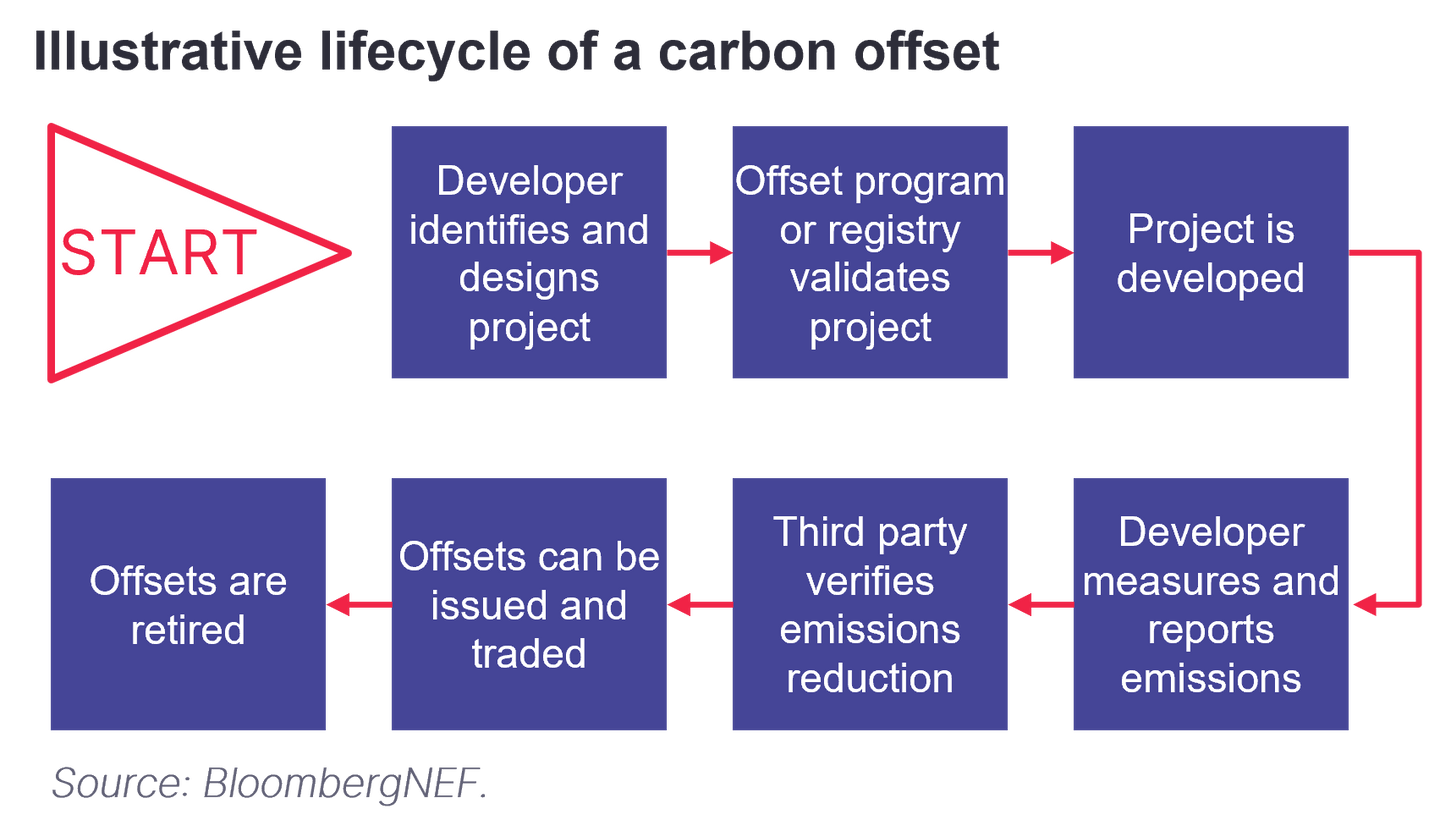 Illustrative lifecycle of a carbon offset
START
Developer
identifies and
designs
project
Offset program
or registry
validates
project
Project is
developed
Developer
measures and
reports
emissions
Third party
verifies
emissions
reduction
Offsets can be
issued and
traded
Offsets are
retired
Source: BloombergNEF.